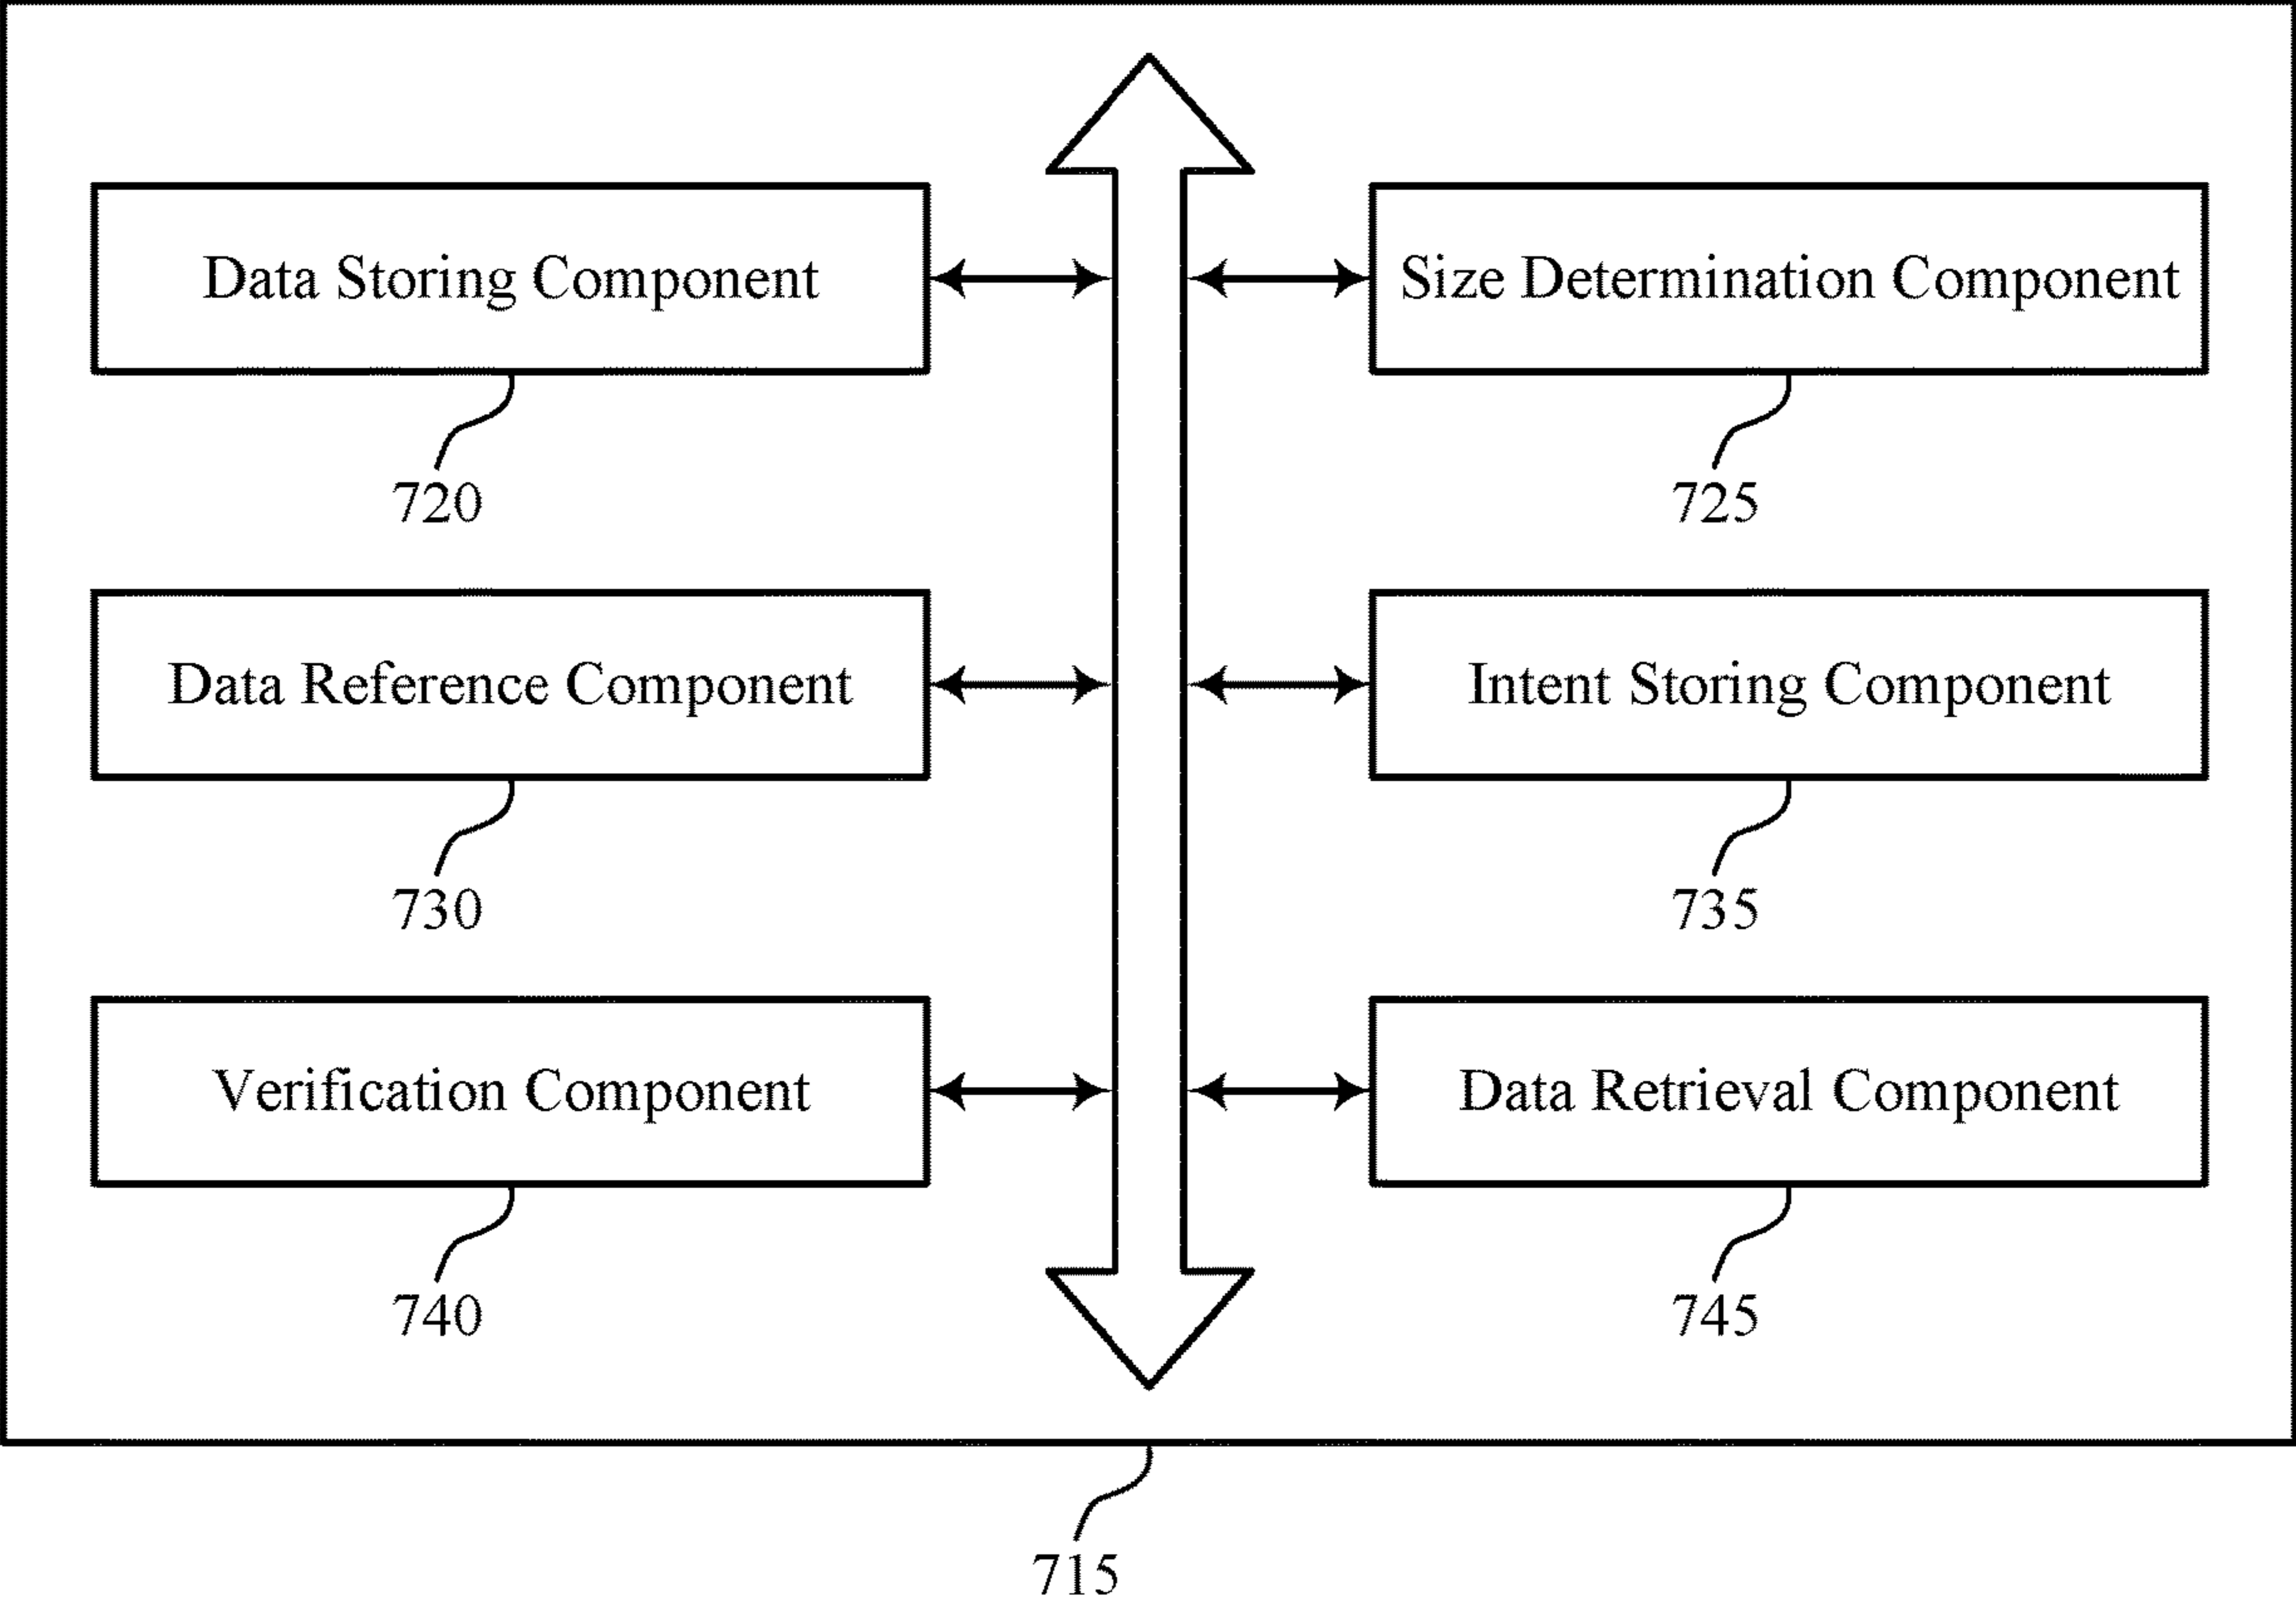 Data Storing Component
Size Determination Component
720
725
Data Reference Component
Intent Storing Component
730
735
Verification Component
Data Retrieval Component
740
745
715